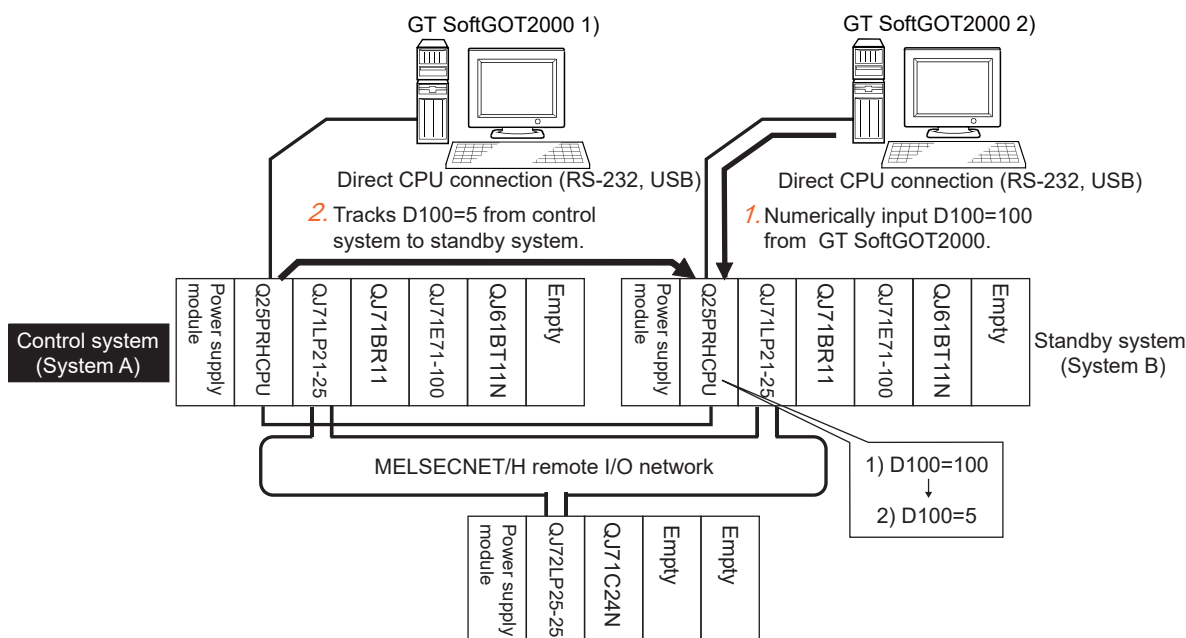 GT SoftGOT2000 1)
GT SoftGOT2000 2)
Direct CPU connection (RS-232, USB)
Direct CPU connection (RS-232, USB)
2. Tracks D100=5 from control
system to standby system.
1. Numerically input D100=100
from GT SoftGOT2000.
Control system
(System A)
Power supply
module
Q25PRHCPU
QJ71LP21-25
QJ71BR11
QJ71E71-100
QJ61BT11N
Empty
Power supply
module
Q25PRHCPU
QJ71LP21-25
QJ71BR11
QJ71E71-100
QJ61BT11N
Empty
Standby system
(System B)
MELSECNET/H remote I/O network
1) D100=100
↓
2) D100=5
Power supply
module
QJ72LP25-25
QJ71C24N
Empty
Empty